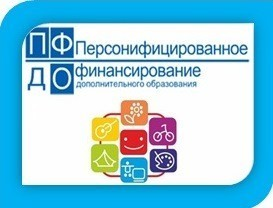 ПФ Персонифицированное
ДО финансирование
дополнительного образования